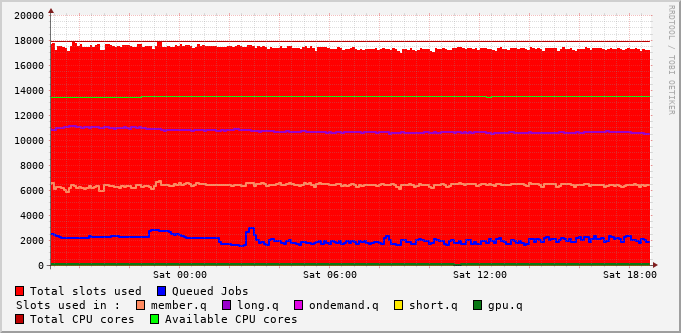 RRDTOOL / TOBI OETIKER
20000
18000
16000
14000
12000
10000
8000
6000
4000
2000
0
Sat 00:00 Sat 06:00 Sat 12:00 Sat 18:00
Total slots used Queued Jobs
Slots used in : member.q long.q ondemand.q short.q gpu.q
Total CPU cores Available CPU cores